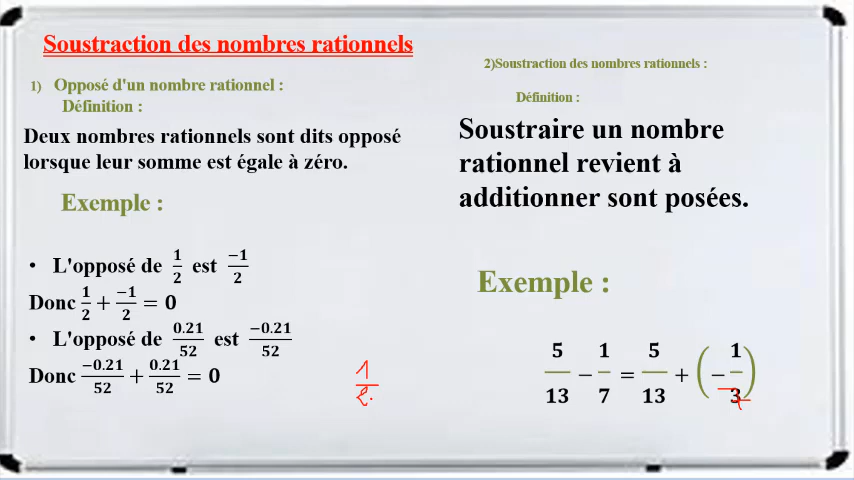 Soustraction des nombres rationnels
1) Opposé d'un nombre rationnel :
Définition :
Deux nombres rationnels sont dits opposé
lorsque leur somme est égale à zéro.
Exemple :
• L'opposé de 1/2 est −1/2
Donc 1/2 + −1/2 = 0
• L'opposé de 0.21/52 est −0.21/52
Donc −0.21/52 + 0.21/52 = 0
1/2
2)Soustraction des nombres rationnels :
Définition :
Soustraire un nombre
rationnel revient à
additionner sont posées.
Exemple :
5/13 − 1/7 = 5/13 + (− 1/3)